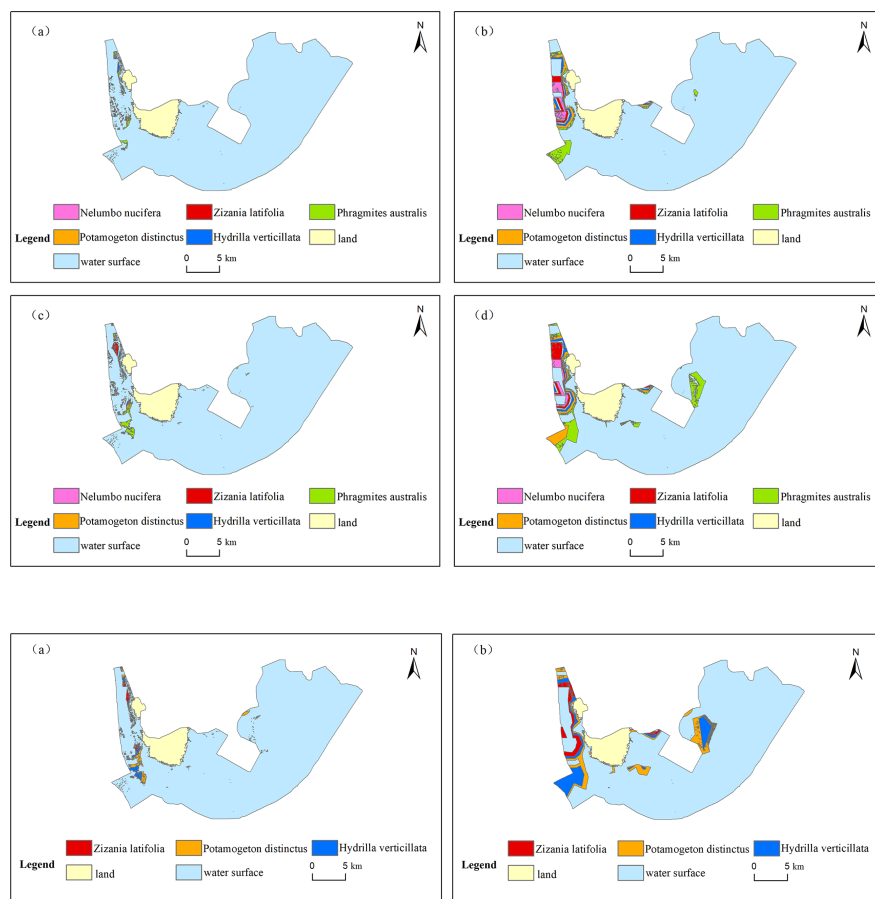 (a)
N
Nelumbo nucifera Zizania latifolia Phragmites australis
Legend Potamogeton distinctus Hydrilla verticillata land
water surface 0 5 km
(b)
N
Nelumbo nucifera Zizania latifolia Phragmites australis
Legend Potamogeton distinctus Hydrilla verticillata land
water surface 0 5 km
(c)
N
Nelumbo nucifera Zizania latifolia Phragmites australis
Legend Potamogeton distinctus Hydrilla verticillata land
water surface 0 5 km
(d)
N
Nelumbo nucifera Zizania latifolia Phragmites australis
Legend Potamogeton distinctus Hydrilla verticillata land
water surface 0 5 km
(a)
N
Zizania latifolia Potamogeton distinctus Hydrilla verticillata
Legend
land water surface 0 5 km
(b)
N
Zizania latifolia Potamogeton distinctus Hydrilla verticillata
Legend
land water surface 0 5 km